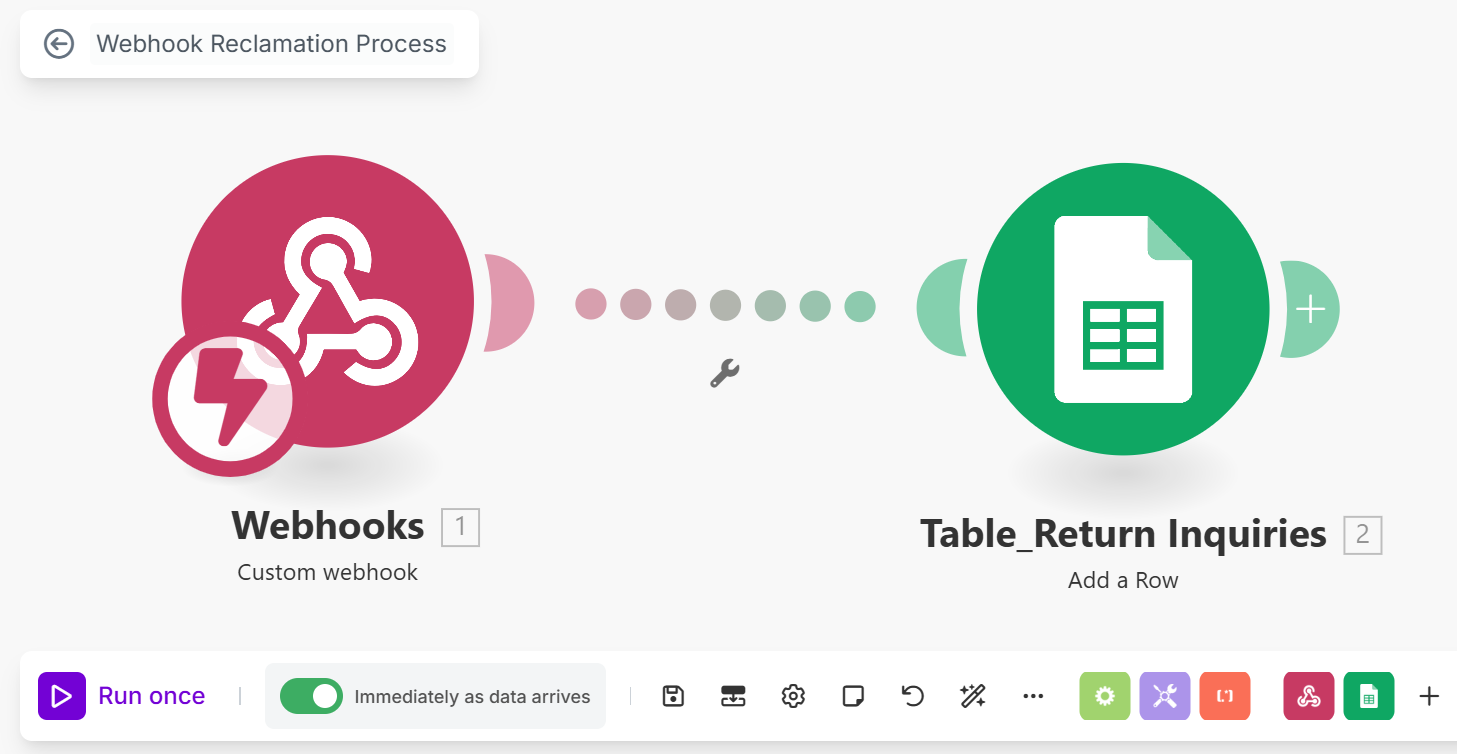 Webhook Reclamation Process
Webhooks 1
Custom webhook
Table_Return Inquiries 2
Add a Row
Run once
Immediately as data arrives